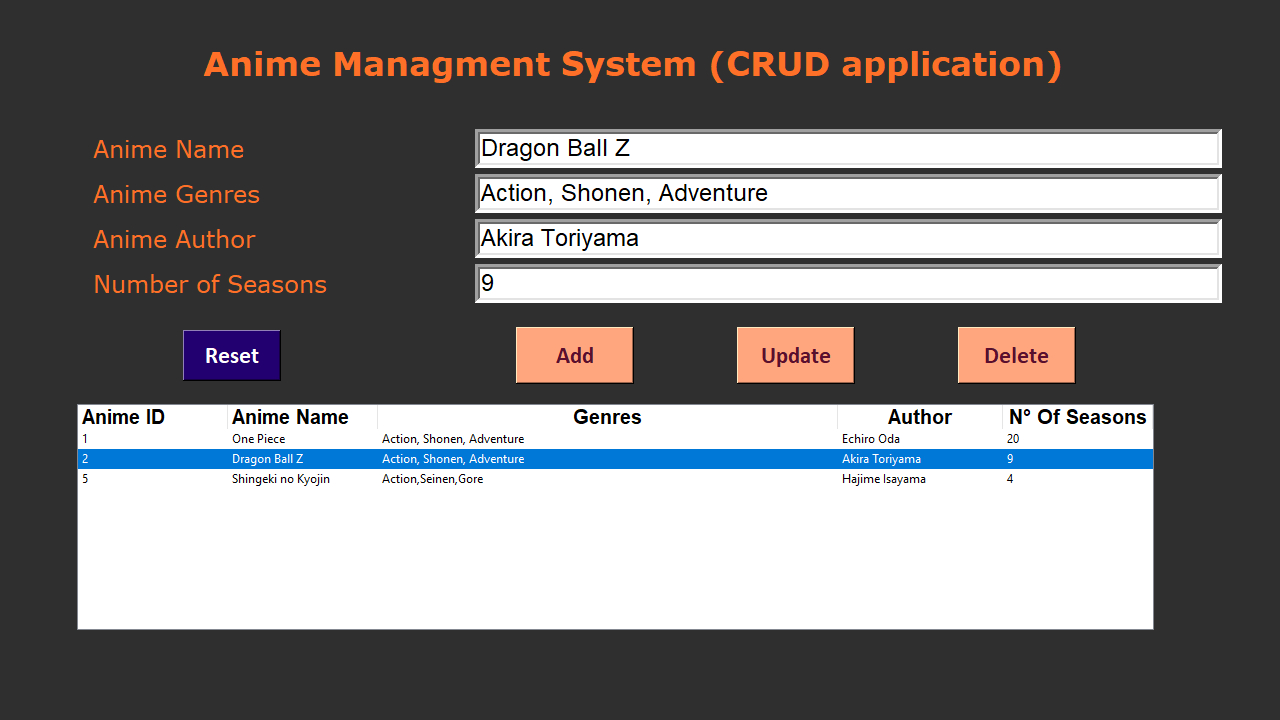 Anime Managment System (CRUD application)
Anime Name Dragon Ball Z
Anime Genres Action, Shonen, Adventure
Anime Author Akira Toriyama
Number of Seasons 9
Reset Add Update Delete
Anime ID Anime Name Genres Author N° Of Seasons
1 One Piece Action, Shonen, Adventure Echiro Oda 20
2 Dragon Ball Z Action, Shonen, Adventure Akira Toriyama 9
5 Shingeki no Kyojin Action,Seinen,Gore Hajime Isayama 4